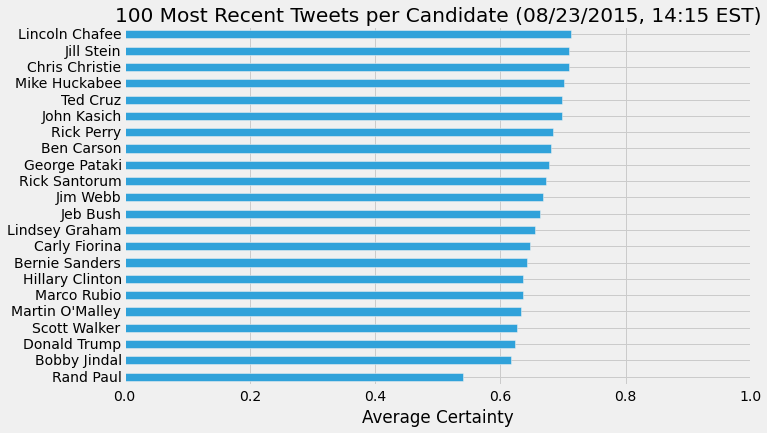 100 Most Recent Tweets per Candidate (08/23/2015, 14:15 EST)
Lincoln Chafee
Jill Stein
Chris Christie
Mike Huckabee
Ted Cruz
John Kasich
Rick Perry
Ben Carson
George Pataki
Rick Santorum
Jim Webb
Jeb Bush
Lindsey Graham
Carly Fiorina
Bernie Sanders
Hillary Clinton
Marco Rubio
Martin O'Malley
Scott Walker
Donald Trump
Bobby Jindal
Rand Paul
0.0 0.2 0.4 0.6 0.8 1.0
Average Certainty